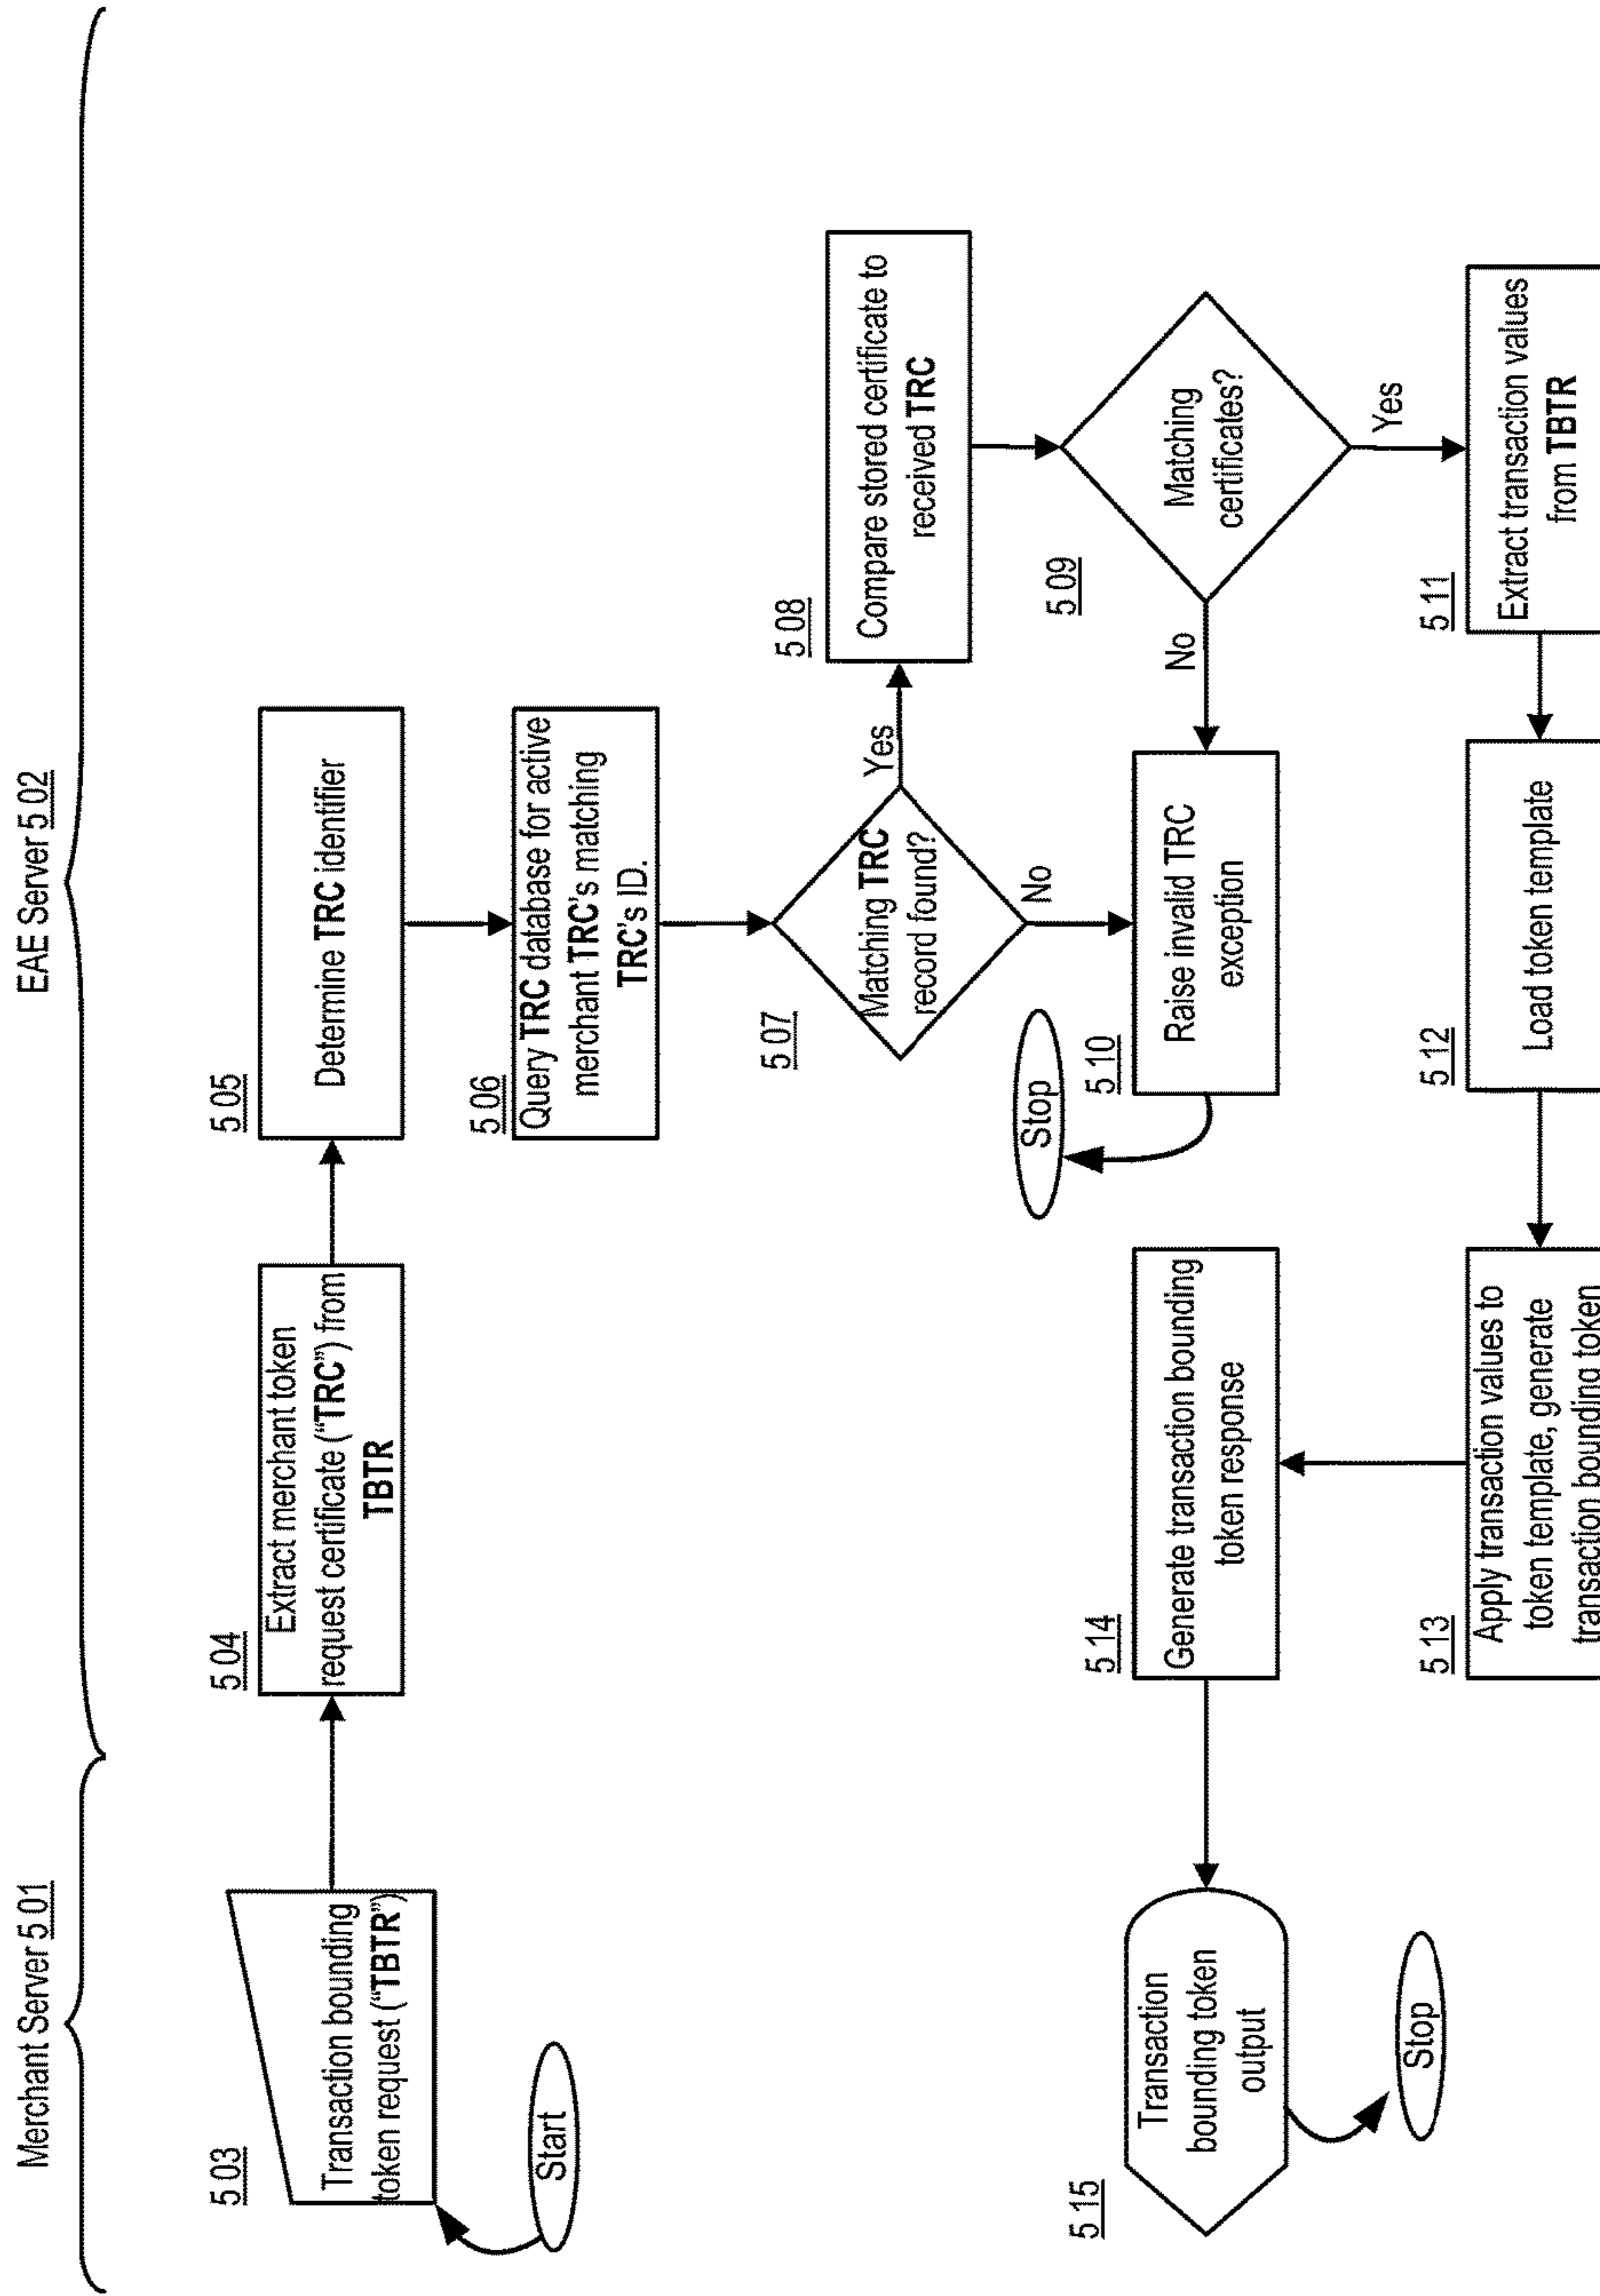 Merchant Server 5 01
EAE Server 5 02
5 03
Transaction bounding
token request ("TBTR")
Start
5 04
Extract merchant token
request certificate ("TRC") from
TBTR
5 05
Determine TRC identifier
5 06
Query TRC database for active
merchant TRC's matching
TRC's ID.
5 07
Matching TRC
record found?
Yes
No
5 08
Compare stored certificate to
received TRC
5 09
Matching
certificates?
No
Yes
Stop
5 10
Raise invalid TRC
exception
5 11
Extract transaction values
from TBTR
5 12
Load token template
5 13
Apply transaction values to
token template, generate
transaction bounding token
5 14
Generate transaction bounding
token response
5 15
Transaction
bounding token
output
Stop